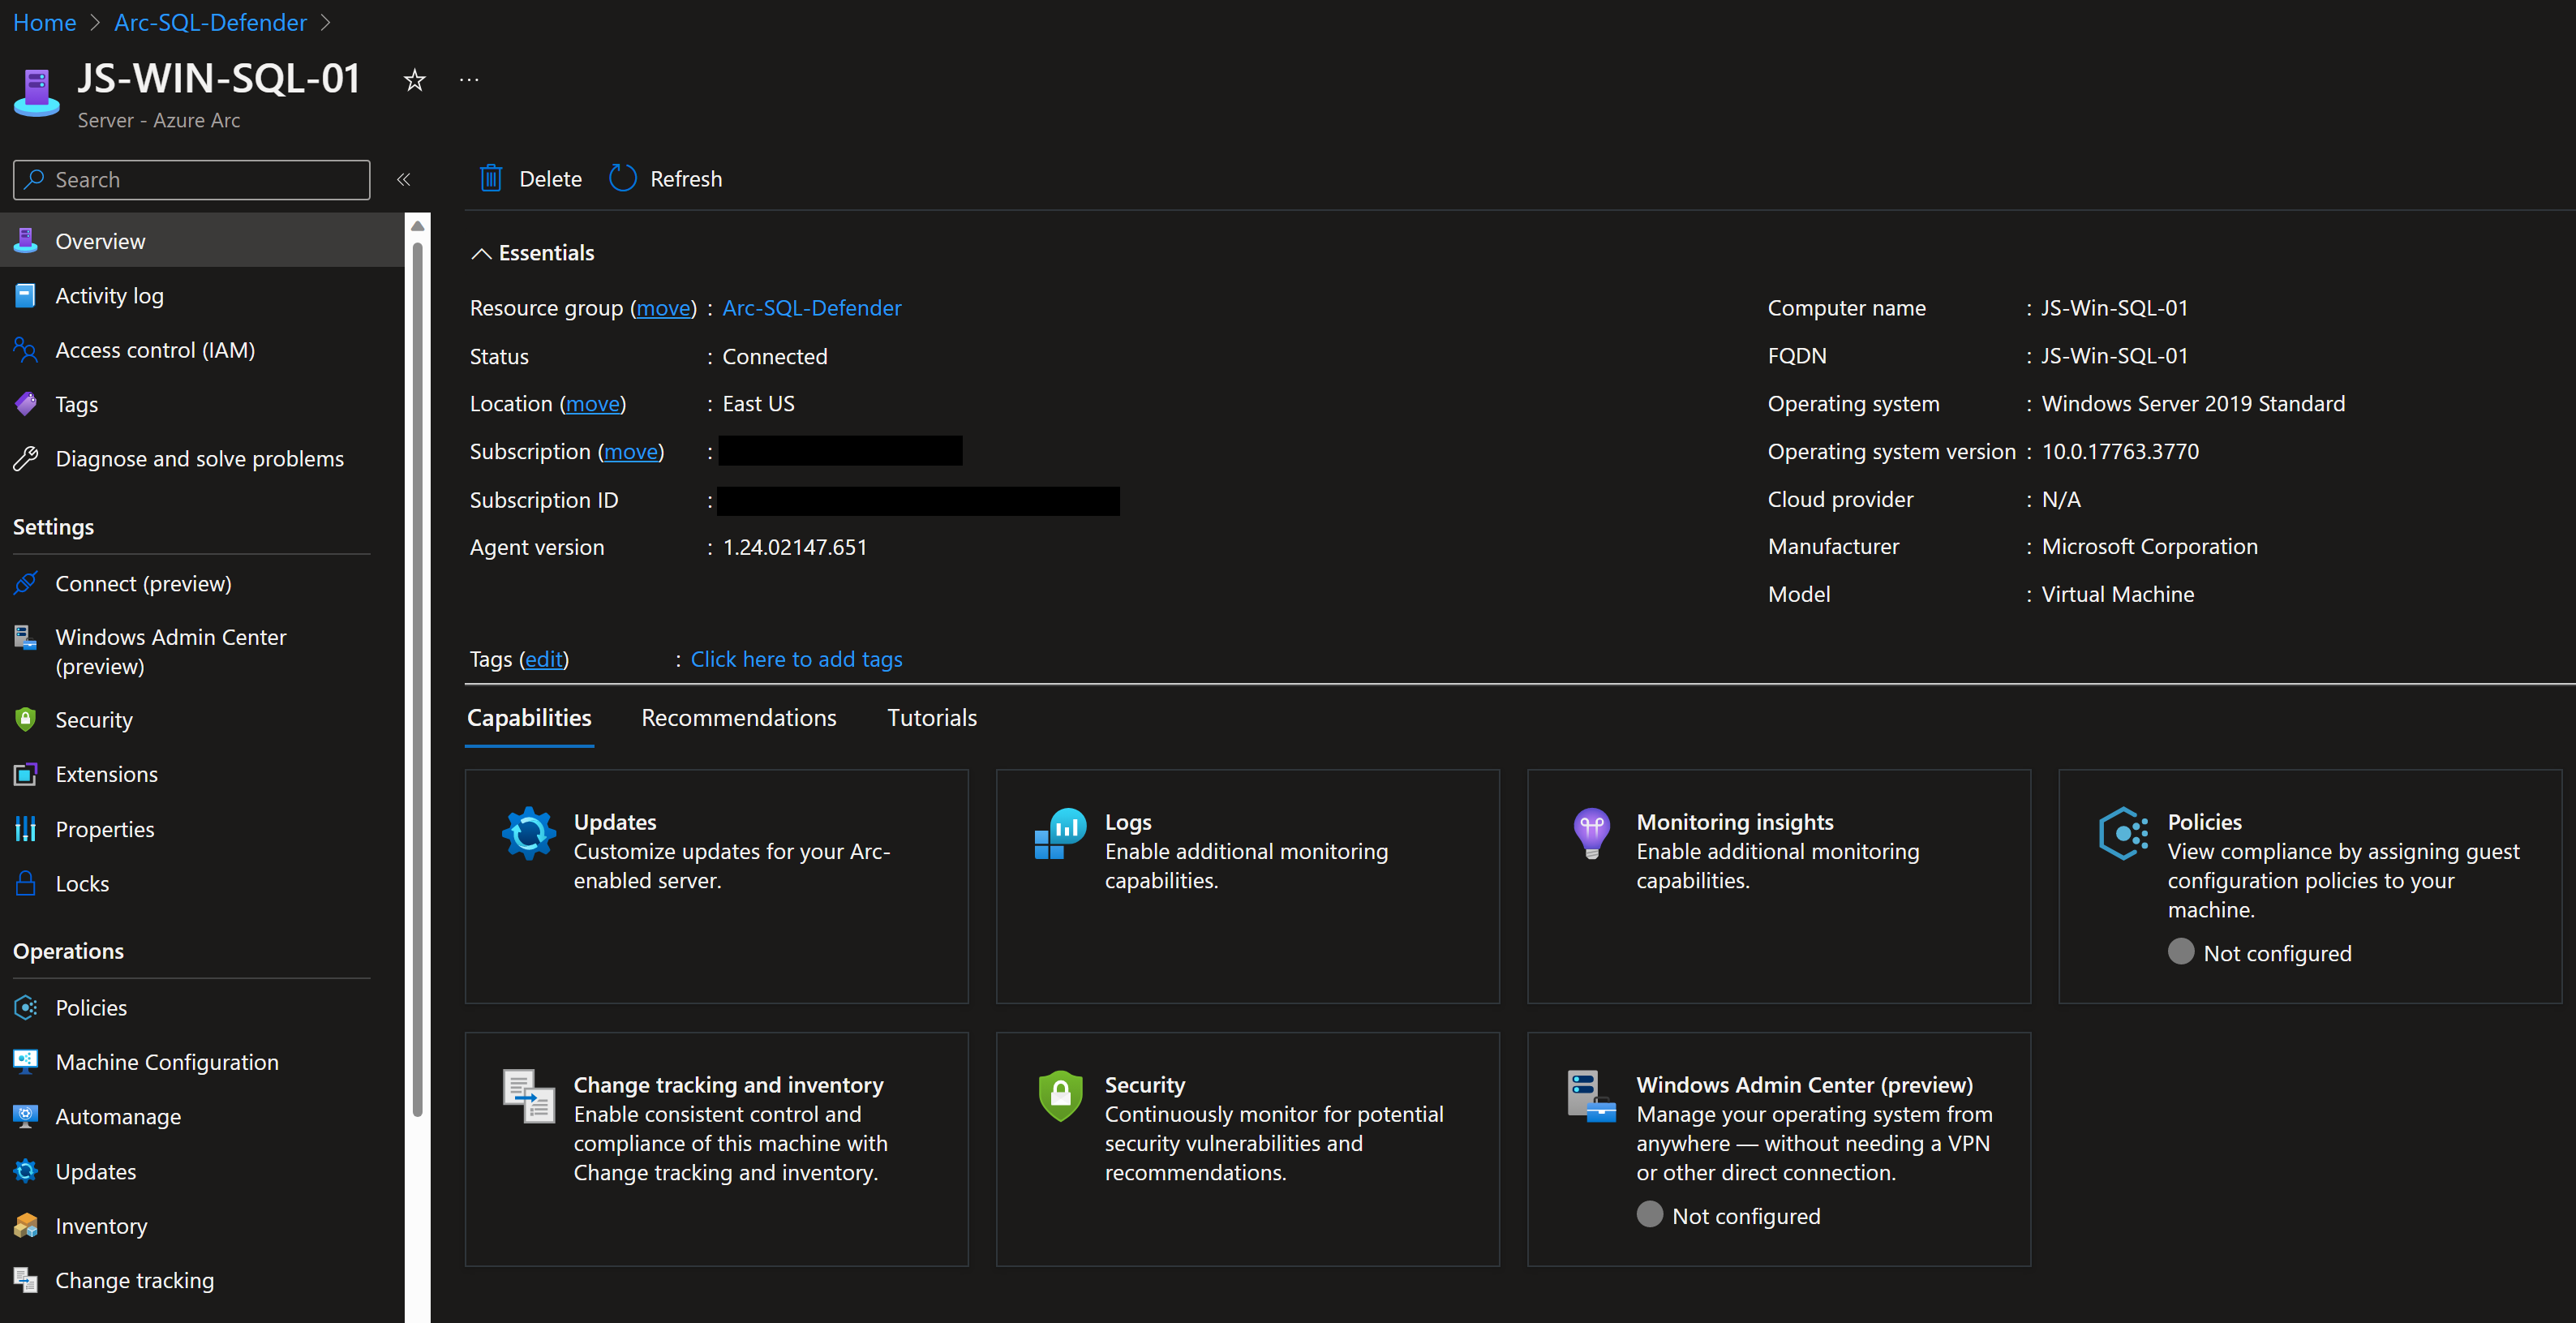 Home > Arc-SQL-Defender >
JS-WIN-SQL-01
Server - Azure Arc
Search
«
Delete
Refresh
Overview
Activity log
Access control (IAM)
Tags
Diagnose and solve problems
Settings
Connect (preview)
Windows Admin Center
(preview)
Security
Extensions
Properties
Locks
Operations
Policies
Machine Configuration
Automanage
Updates
Inventory
Change tracking
Essentials
Resource group (move) : Arc-SQL-Defender
Status : Connected
Location (move) : East US
Subscription (move) :
Subscription ID :
Agent version : 1.24.02147.651
Computer name : JS-Win-SQL-01
FQDN : JS-Win-SQL-01
Operating system : Windows Server 2019 Standard
Operating system version : 10.0.17763.3770
Cloud provider : N/A
Manufacturer : Microsoft Corporation
Model : Virtual Machine
Tags (edit) : Click here to add tags
Capabilities
Recommendations
Tutorials
Updates
Customize updates for your Arc-
enabled server.
Logs
Enable additional monitoring
capabilities.
Monitoring insights
Enable additional monitoring
capabilities.
Policies
View compliance by assigning guest
configuration policies to your
machine.
Not configured
Change tracking and inventory
Enable consistent control and
compliance of this machine with
Change tracking and inventory.
Security
Continuously monitor for potential
security vulnerabilities and
recommendations.
Windows Admin Center (preview)
Manage your operating system from
anywhere — without needing a VPN
or other direct connection.
Not configured